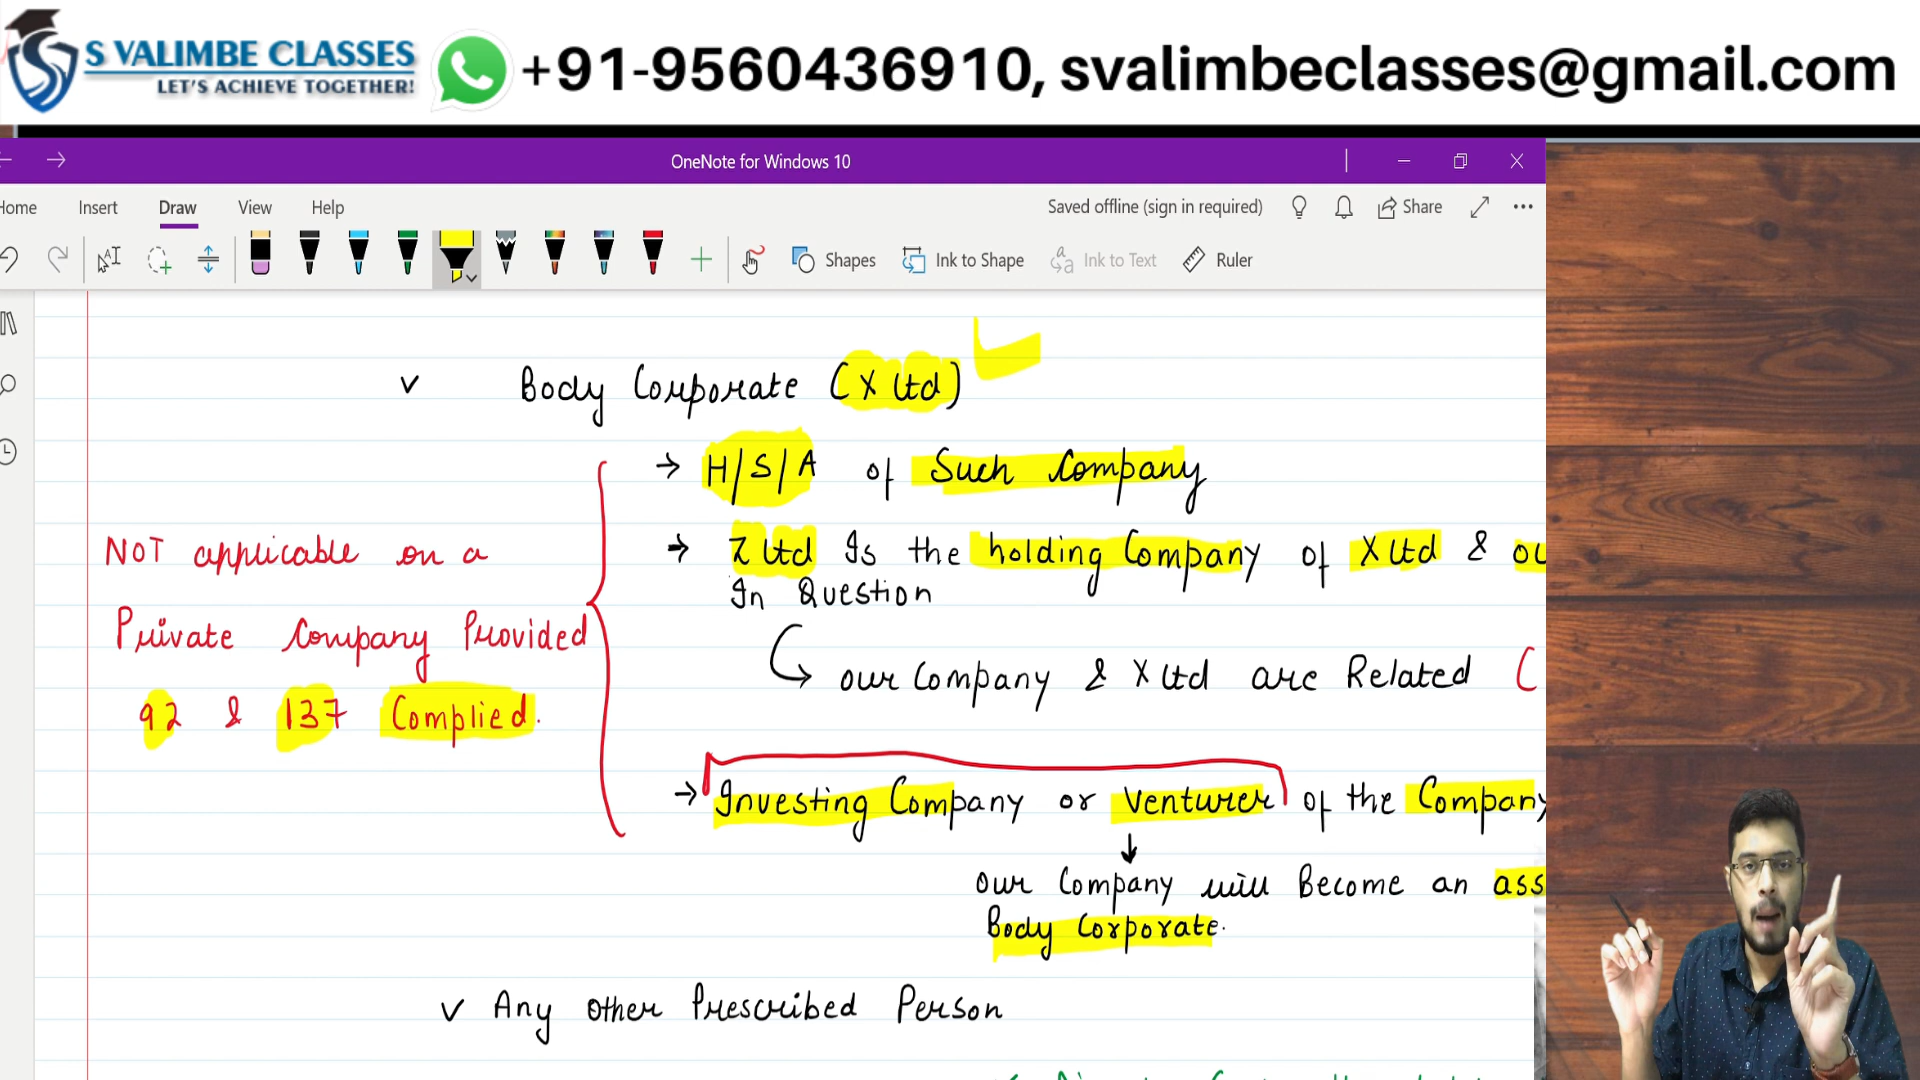 S VALIMBE CLASSES
LET'S ACHIEVE TOGETHER!
+91-9560436910, svalimbeclasses@gmail.com
OneNote for Windows 10
Home Insert Draw View Help
Saved offline (sign in required) Share
Shapes Ink to Shape Ink to Text Ruler
v Body Corporate (X Ltd)
→ H/S/A of Such Company
→ Z Ltd Is the holding Company of X Ltd & ou
In Question
our Company & X Ltd are Related (
NOT applicable on a
Private Company Provided
92 & 137 Complied.
→ Investing Company or Venturer of the Company
our Company will Become an ass
Body Corporate.
v Any other Prescribed Person